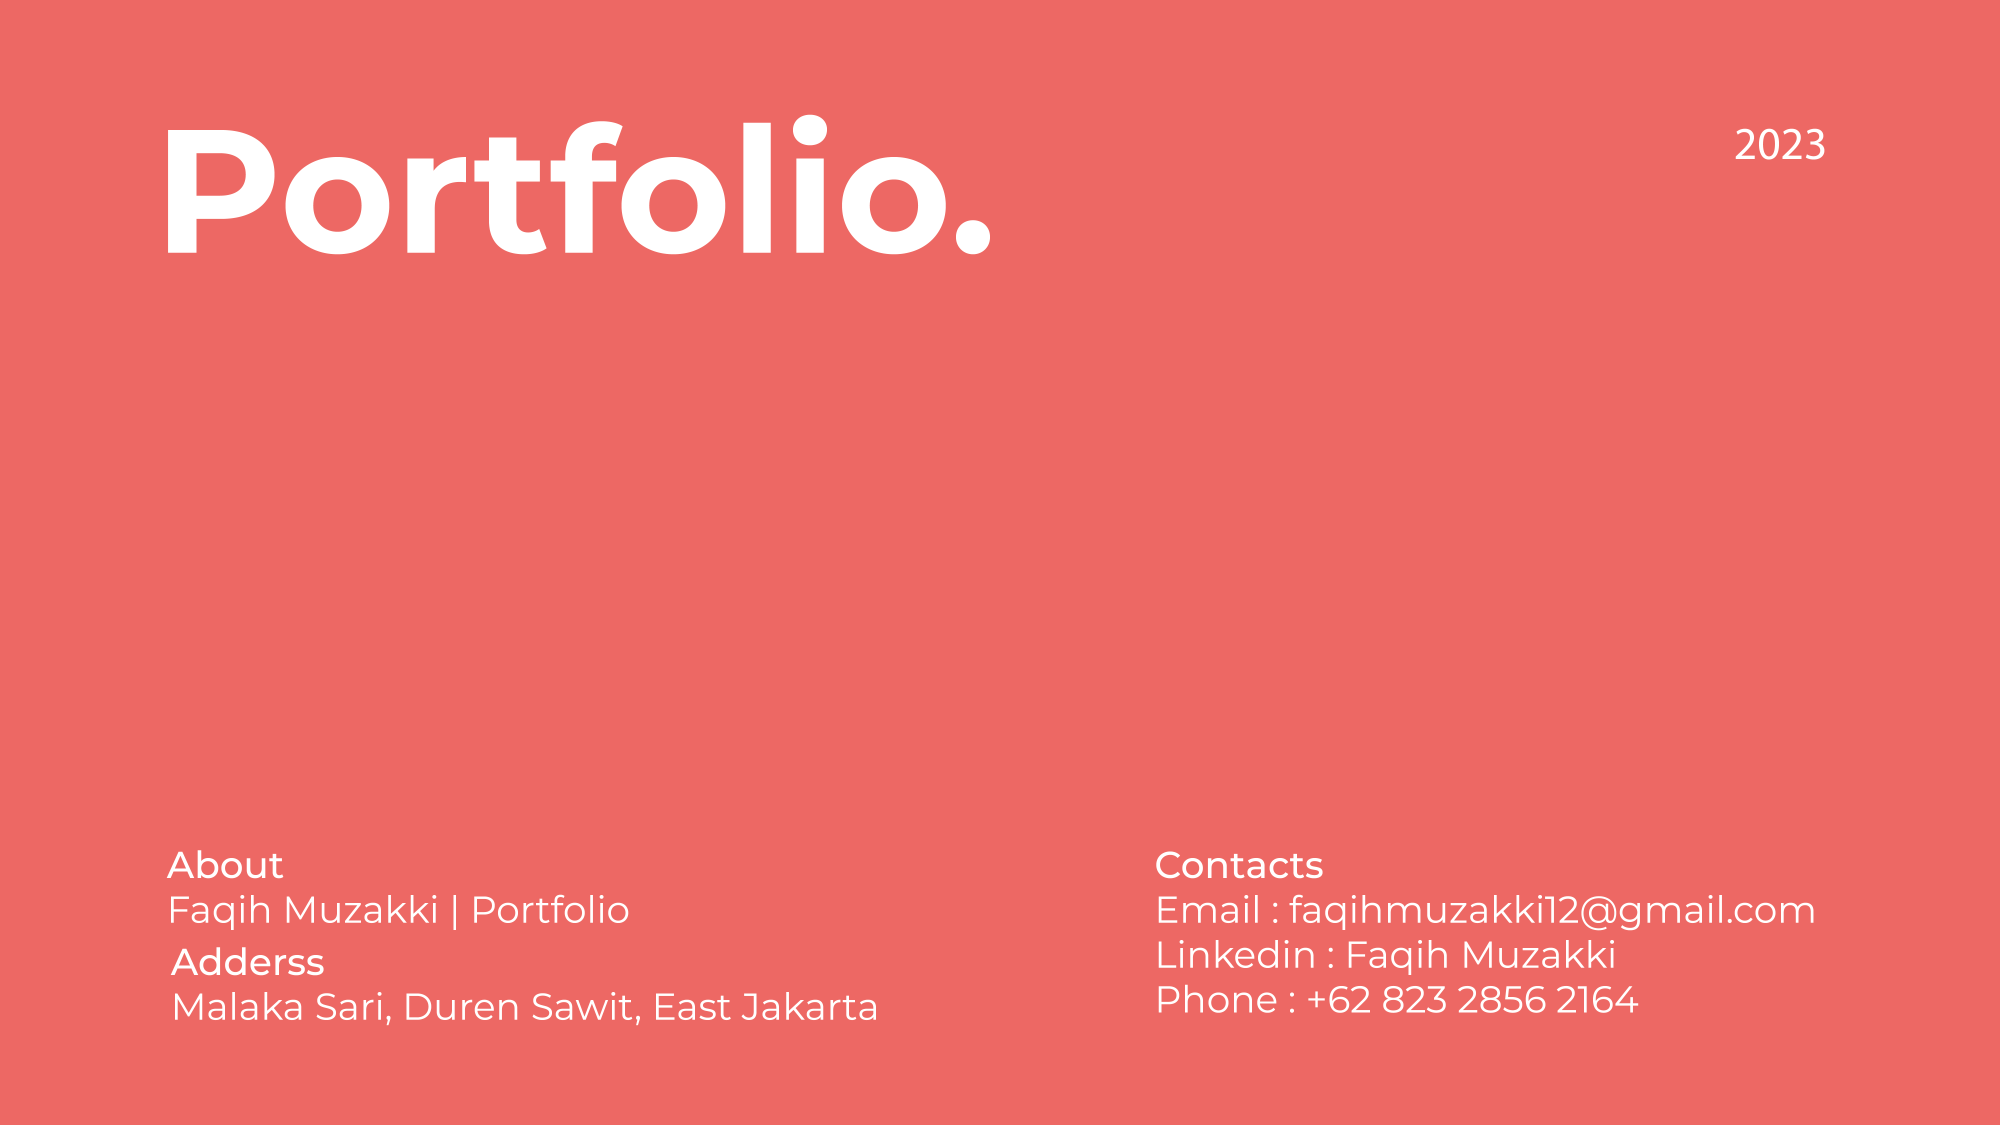 Portfolio.
2023
About
Faqih Muzakki | Portfolio
Adderss
Malaka Sari, Duren Sawit, East Jakarta
Contacts
Email : faqihmuzakki12@gmail.com
Linkedin : Faqih Muzakki
Phone : +62 823 2856 2164